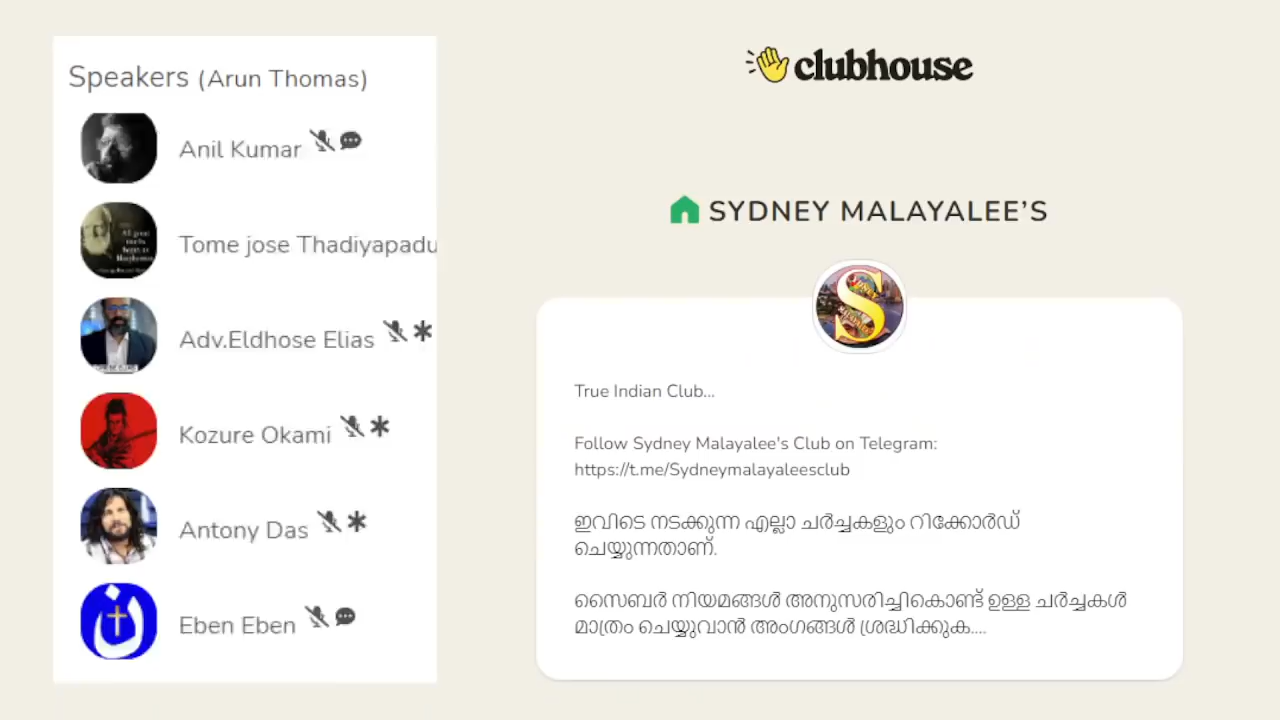 Speakers (Arun Thomas)
Anil Kumar
Tome jose Thadiyapadu
Adv.Eldhose Elias
Kozure Okami
Antony Das
Eben Eben
clubhouse
SYDNEY MALAYALEE’S
S
True Indian Club...
Follow Sydney Malayalee's Club on Telegram:
https://t.me/Sydneymalayaleesclub
ഇവിടെ നടക്കുന്ന എല്ലാ ചർച്ചകളും റിക്കോർഡ്
ചെയ്യുന്നതാണ്.
സൈബർ നിയമങ്ങൾ അനുസരിച്ചികൊണ്ട് ഉള്ള ചർച്ചകൾ
മാത്രം ചെയ്യുവാൻ അംഗങ്ങൾ ശ്രദ്ധിക്കുക....